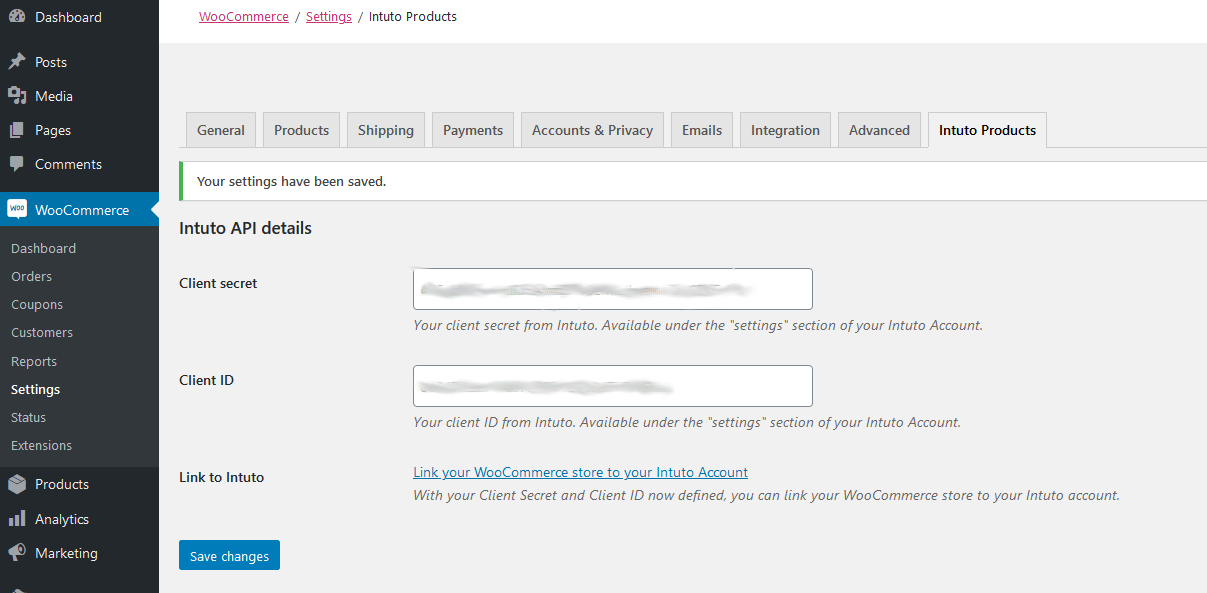 WooCommerce / Settings / Intuto Products
Dashboard
Posts
Media
Pages
Comments
WOO WooCommerce
Dashboard
Orders
Coupons
Customers
Reports
Settings
Status
Extensions
Products
Analytics
Marketing
General Products Shipping Payments Accounts & Privacy Emails Integration Advanced Intuto Products
Your settings have been saved.
Intuto API details
Client secret
Your client secret from Intuto. Available under the "settings" section of your Intuto Account.
Client ID
Your client ID from Intuto. Available under the "settings" section of your Intuto Account.
Link to Intuto
Link your WooCommerce store to your Intuto Account
With your Client Secret and Client ID now defined, you can link your WooCommerce store to your Intuto account.
Save changes